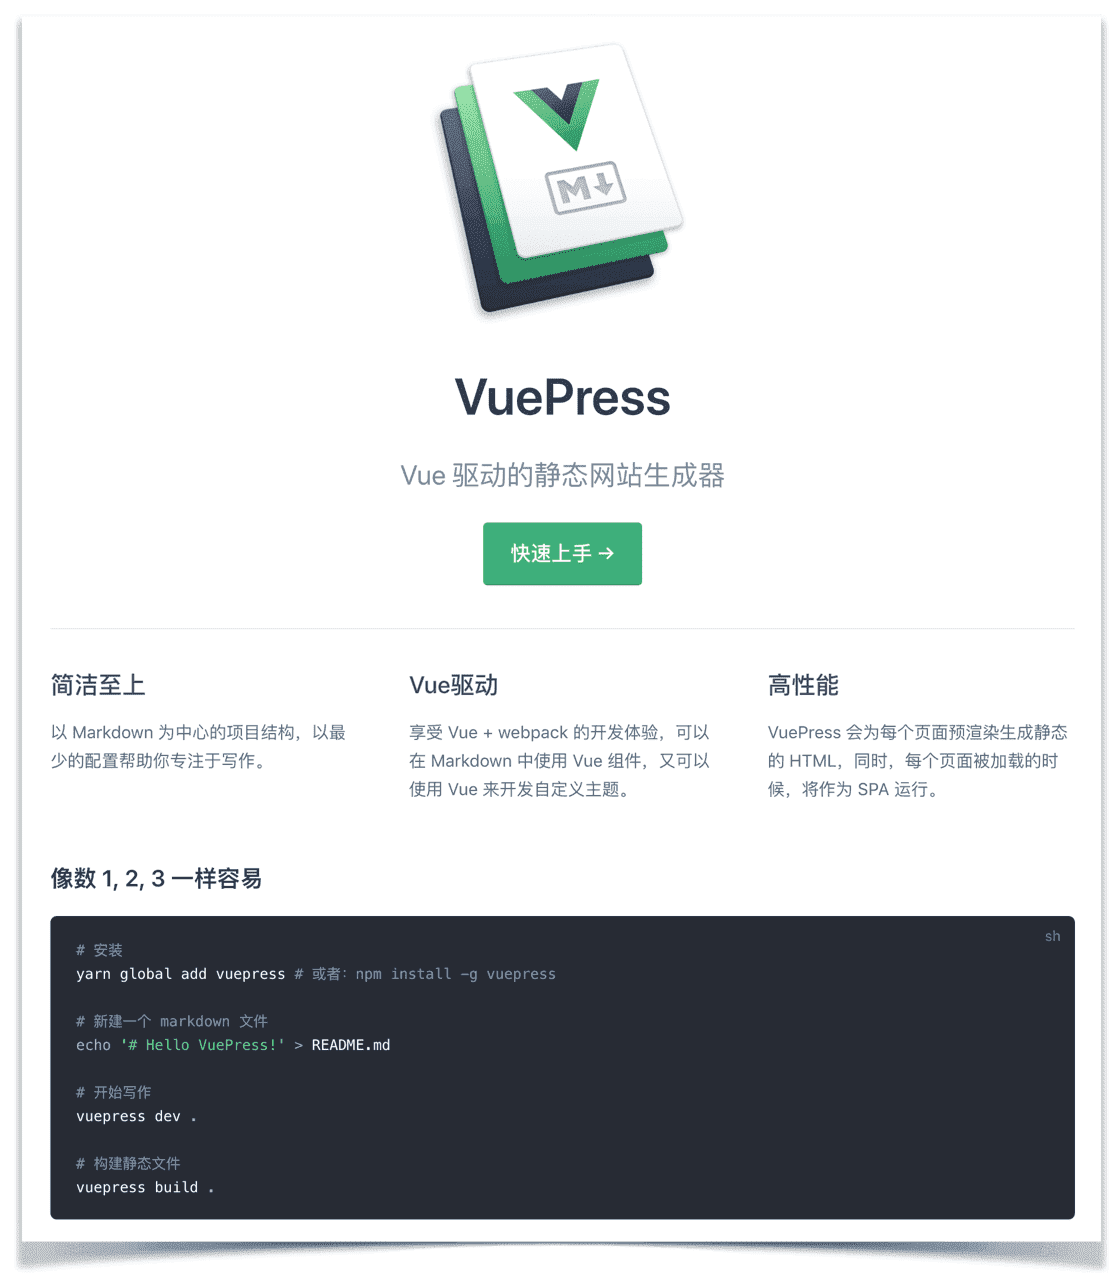 M
VuePress
Vue 驱动的静态网站生成器
快速上手 →
简洁至上
以 Markdown 为中心的项目结构，以最
少的配置帮助你专注于写作。
Vue驱动
享受 Vue + webpack 的开发体验，可以
在 Markdown 中使用 Vue 组件，又可以
使用 Vue 来开发自定义主题。
高性能
VuePress 会为每个页面预渲染生成静态
的 HTML，同时，每个页面被加载的时
候，将作为 SPA 运行。
像数 1, 2, 3 一样容易
sh
# 安装
yarn global add vuepress # 或者：npm install -g vuepress
# 新建一个 markdown 文件
echo '# Hello VuePress!' > README.md
# 开始写作
vuepress dev .
# 构建静态文件
vuepress build .